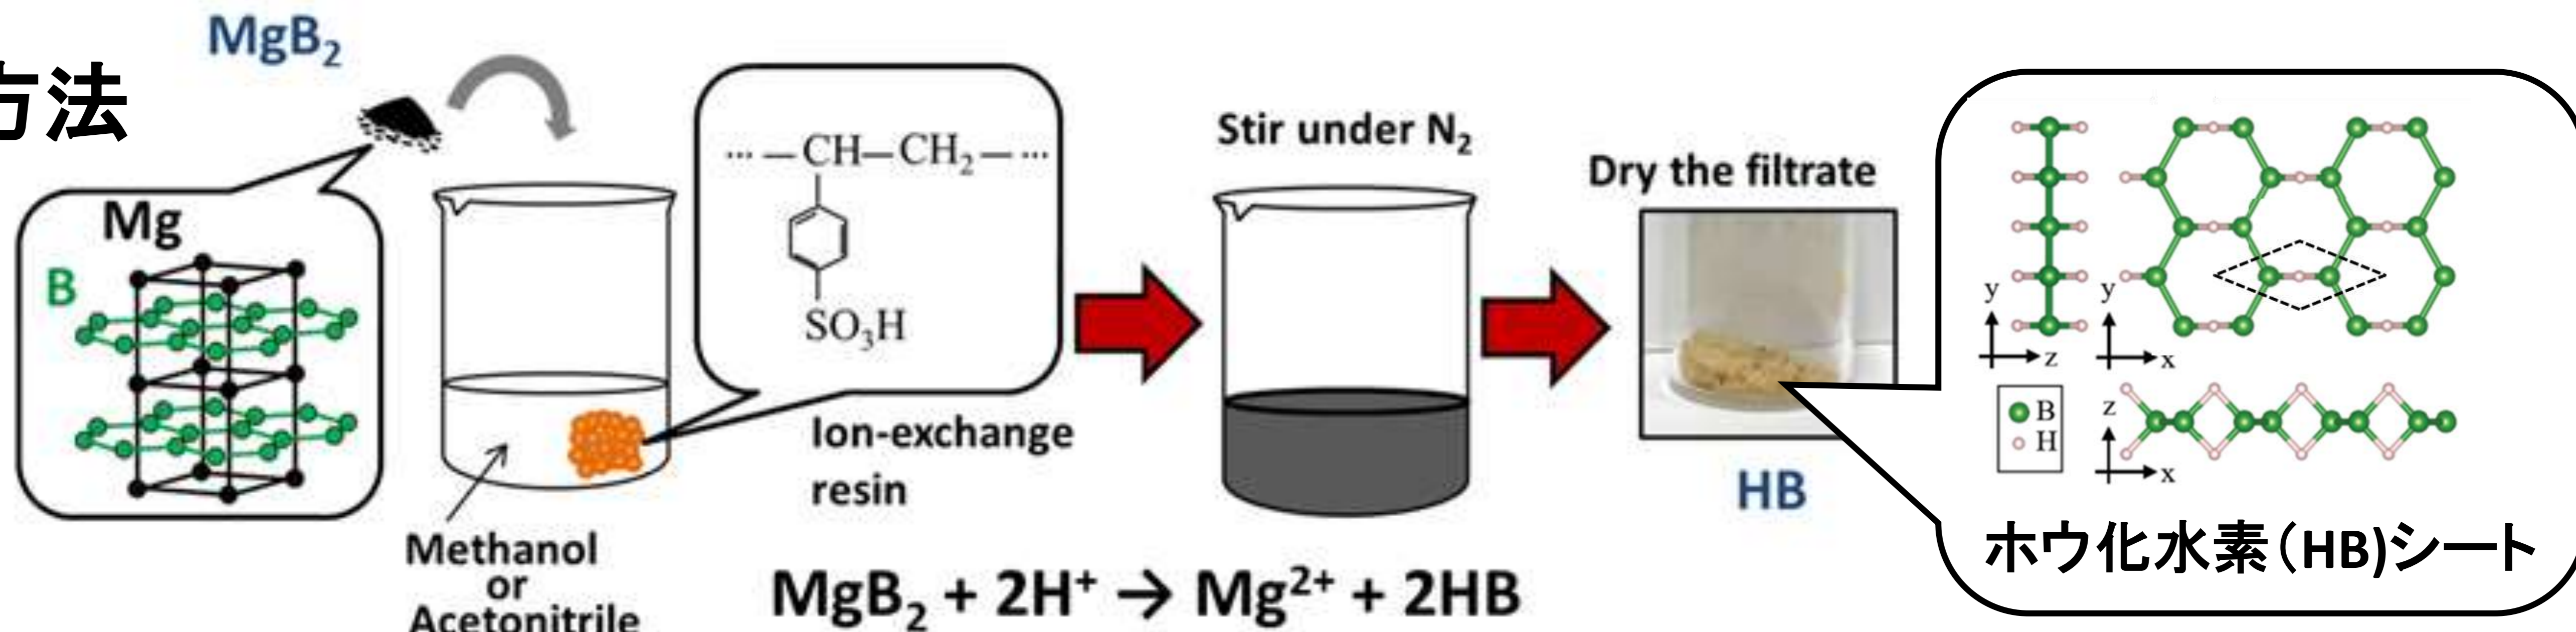 方法
MgB₂
Mg
B
Methanol
or
Acetonitrile
··· —CH—CH₂— ···
SO₃H
Ion-exchange
resin
Stir under N₂
Dry the filtrate
HB
MgB₂ + 2H⁺ → Mg²⁺ + 2HB
y
z
y
x
B
H
z
x
ホウ化水素（HB)シート